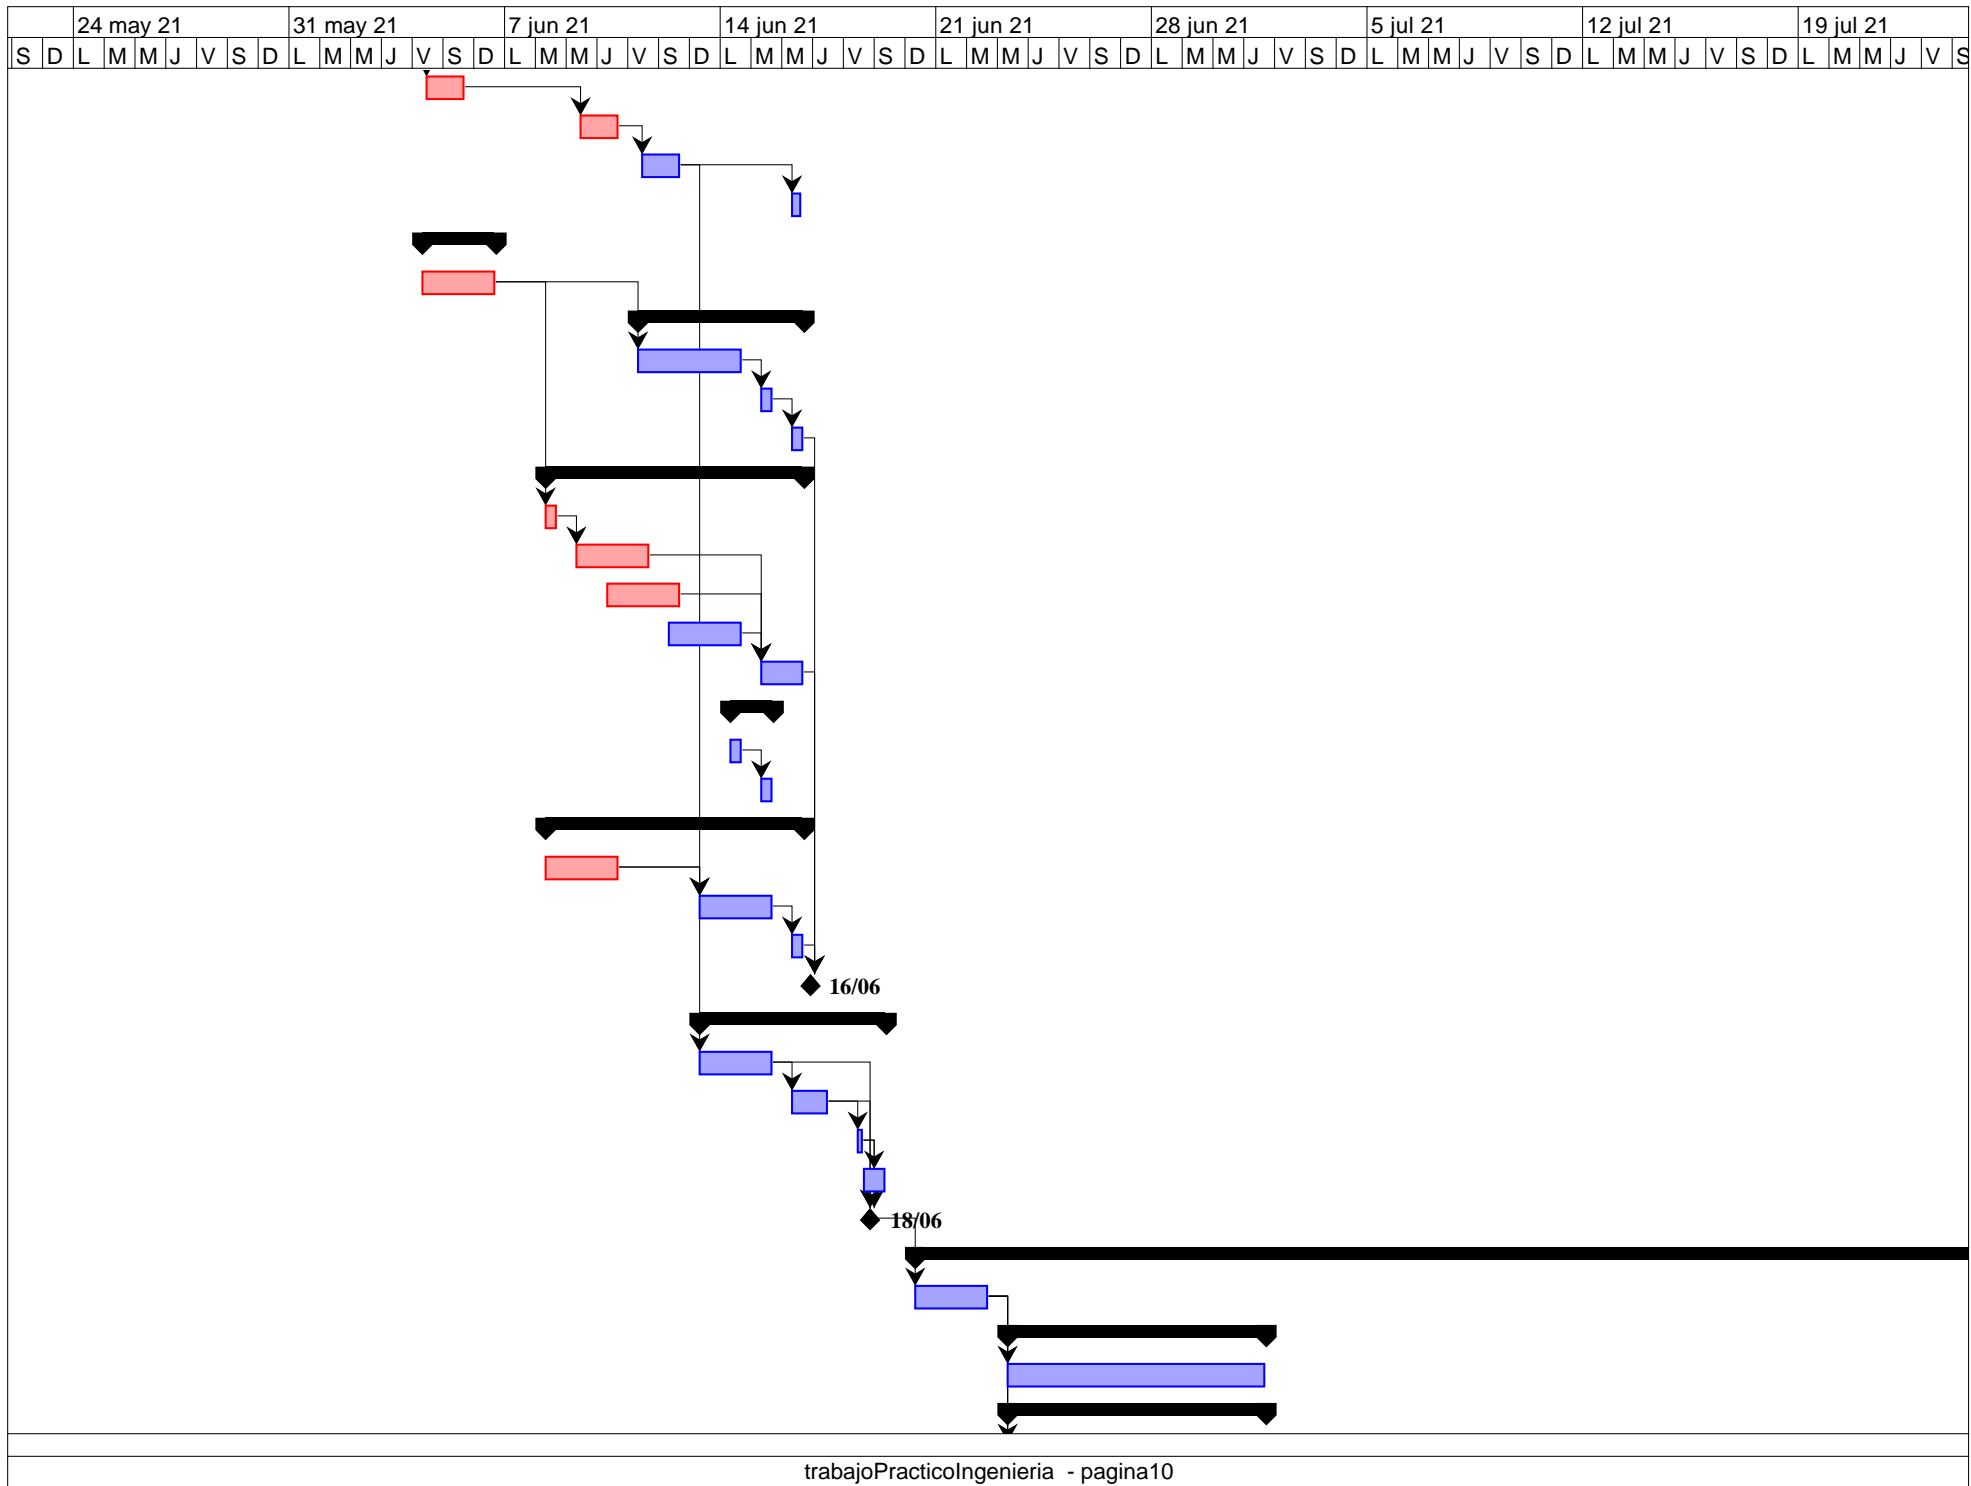 24 may 21 31 may 21 7 jun 21 14 jun 21 21 jun 21 28 jun 21 5 jul 21 12 jul 21 19 jul 21
S D L M M J V S D L M M J V S D L M M J V S D L M M J V S D L M M J V S D L M M J V S D L M M J V S D L M M J V S D L M M J V S
16/06
18/06
trabajoPracticoIngenieria - pagina10